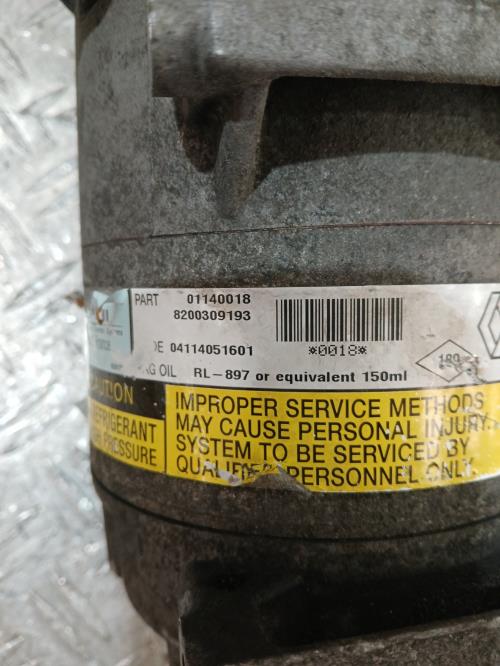 PART 01140018
8200309193
04114051601
*0018*
OIL RL-897 or equivalent 150ml
CAUTION
REFRIGERANT
PRESSURE
IMPROPER SERVICE METHODS
MAY CAUSE PERSONAL INJURY.
SYSTEM TO BE SERVICED BY
QUALIFIED PERSONNEL ONLY.